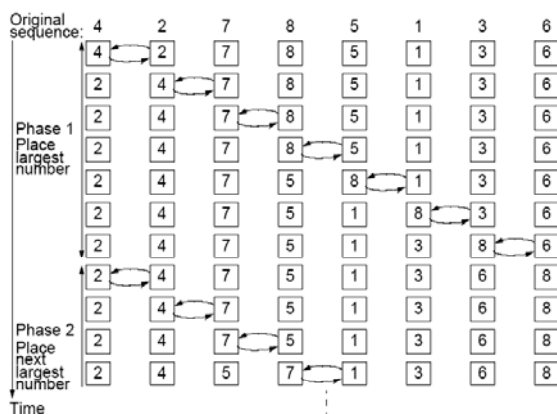 Original sequence: 4 2 7 8 5 1 3 6
4 2 7 8 5 1 3 6
2 4 7 8 5 1 3 6
Phase 1
2 4 7 8 5 1 3 6
Place largest number
2 4 7 8 5 1 3 6
2 4 7 5 8 1 3 6
2 4 7 5 1 8 3 6
2 4 7 5 1 3 8 6
2 4 7 5 1 3 6 8
2 4 7 5 1 3 6 8
Phase 2
2 4 7 5 1 3 6 8
Place next largest number
2 4 5 7 1 3 6 8
Time